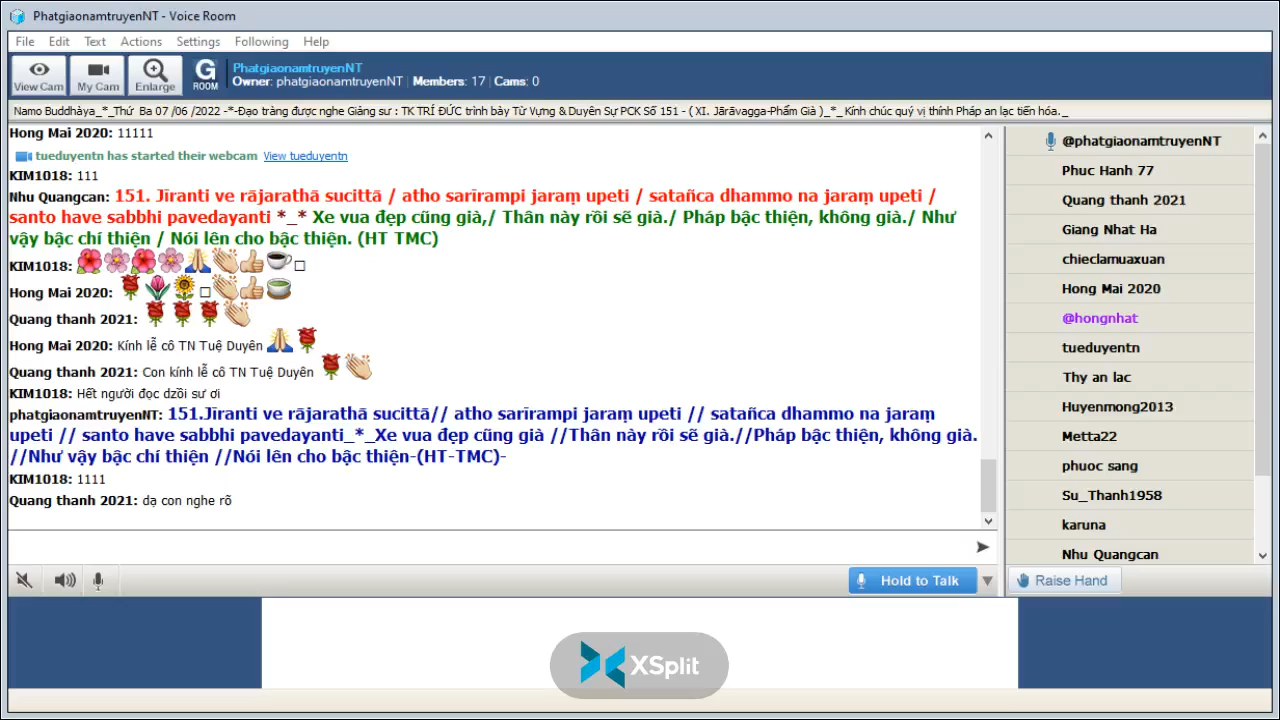 PhatgiaonamtruyenNT - Voice Room
File Edit Text Actions Settings Following Help
View Cam My Cam Enlarge G ROOM
PhatgiaonamtruyenNT
Owner: phatgiaonamtruyenNT | Members: 17 | Cams: 0
Namo Buddhàya_*_Thứ Ba 07 /06 /2022 -*-Đạo tràng được nghe Giảng sư : TK TRÍ ĐỨC trình bày Từ Vựng & Duyên Sự PCK Số 151 - ( XI. Jārāvagga-Phẩm Già )_*_ Kính chúc quý vị thính Pháp an lạc tiến hóa._
Hong Mai 2020: 11111
tueduyentn has started their webcam View tueduyentn
KIM1018: 111
Nhu Quangcan: 151. Jīranti ve rājarathā sucittā / atho sarīrampi jaraṃ upeti / satañca dhammo na jaraṃ upeti /
santo have sabbhi pavedayanti *_* Xe vua đẹp cũng già,/ Thân này rồi sẽ già./ Pháp bậc thiện, không già./ Như
vậy bậc chí thiện / Nói lên cho bậc thiện. (HT TMC)
KIM1018:
Hong Mai 2020:
Quang thanh 2021:
Hong Mai 2020: Kính lễ cô TN Tuệ Duyên
Quang thanh 2021: Con kính lễ cô TN Tuệ Duyên
KIM1018: Hết người đọc dzồi sư ơi
phatgiaonamtruyenNT: 151.Jīranti ve rājarathā sucittā// atho sarīrampi jaraṃ upeti // satañca dhammo na jaraṃ
upeti // santo have sabbhi pavedayanti_*_Xe vua đẹp cũng già //Thân này rồi sẽ già.//Pháp bậc thiện, không già.
//Như vậy bậc chí thiện //Nói lên cho bậc thiện-(HT-TMC)-
KIM1018: 1111
Quang thanh 2021: dạ con nghe rõ
Hold to Talk
@phatgiaonamtruyenNT
Phuc Hanh 77
Quang thanh 2021
Giang Nhat Ha
chieclamuaxuan
Hong Mai 2020
@hongnhat
tueduyentn
Thy an lac
Huyenmong2013
Metta22
phuoc sang
Su_Thanh1958
karuna
Nhu Quangcan
Raise Hand
XSplit